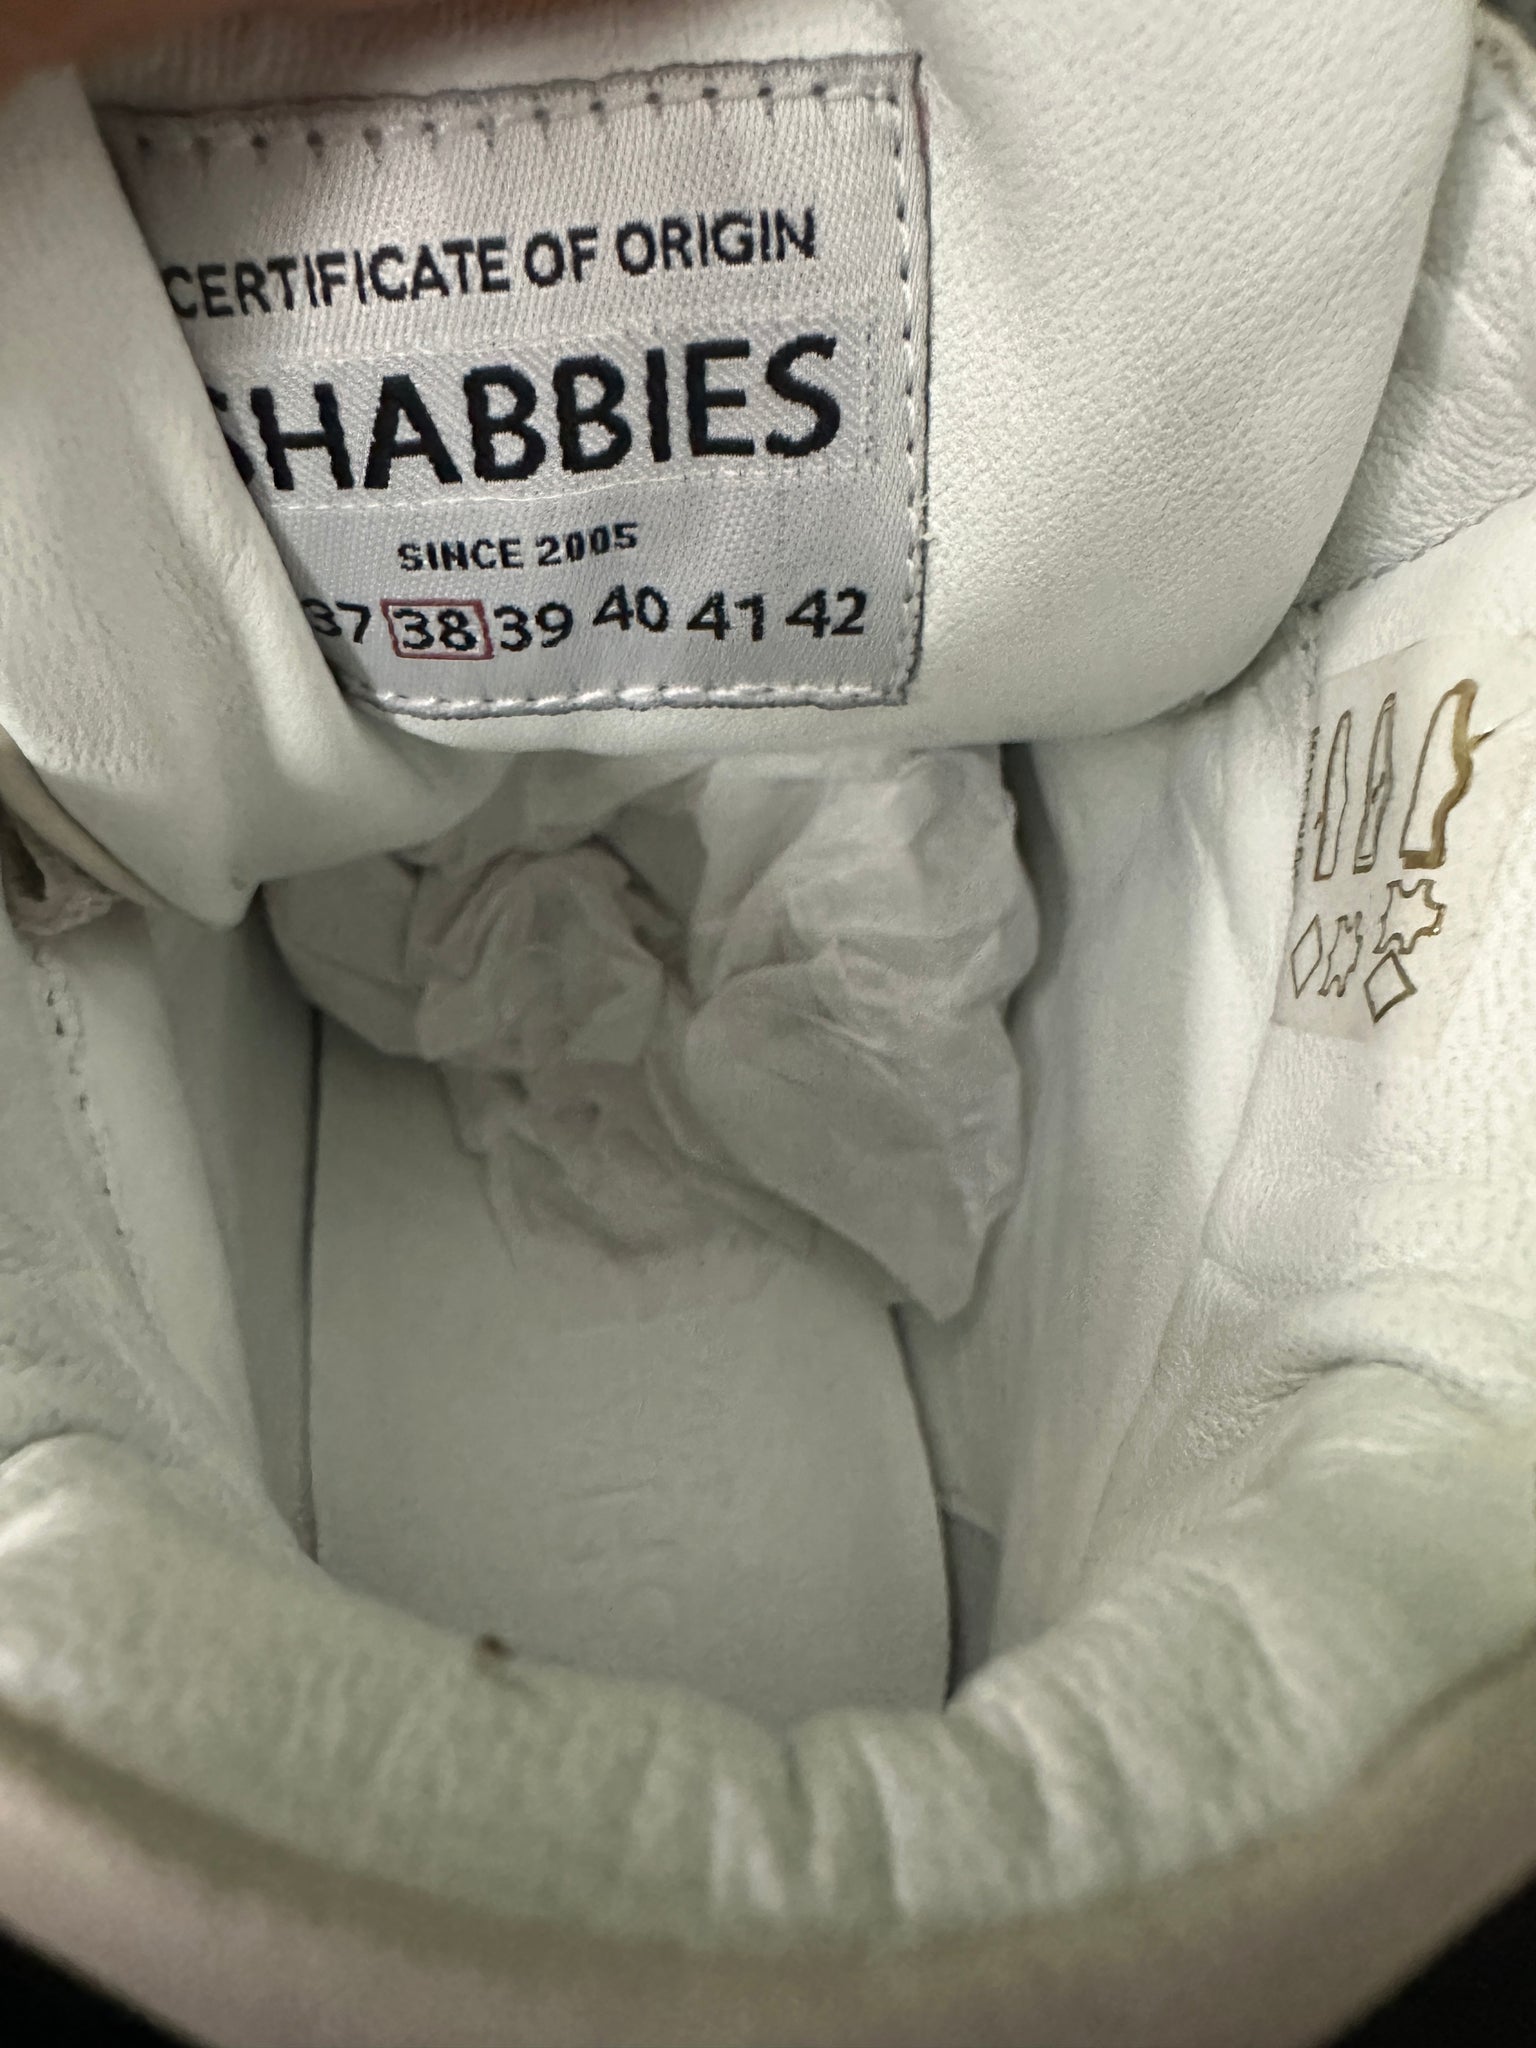 CERTIFICATE OF ORIGIN
SHABBIES
SINCE 2005
37 38 39 40 41 42